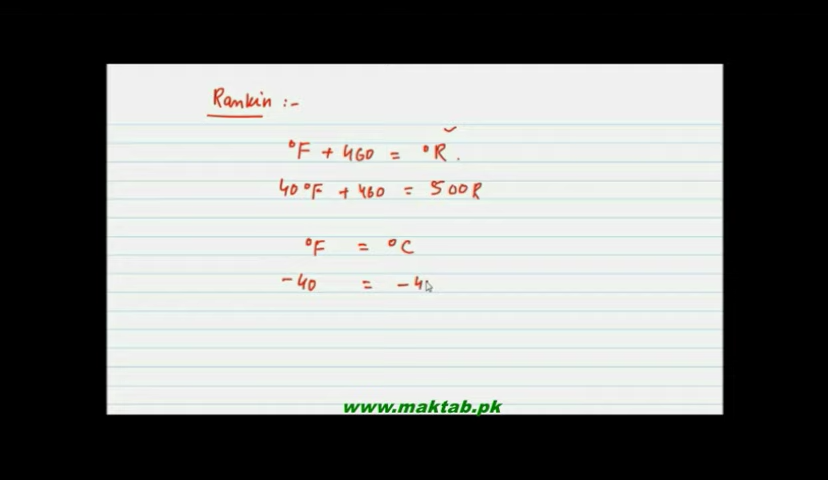 Rankin :-
°F + 460 = °R.
40°F + 460 = 500R
°F = °C
-40 = -4
www.maktab.pk